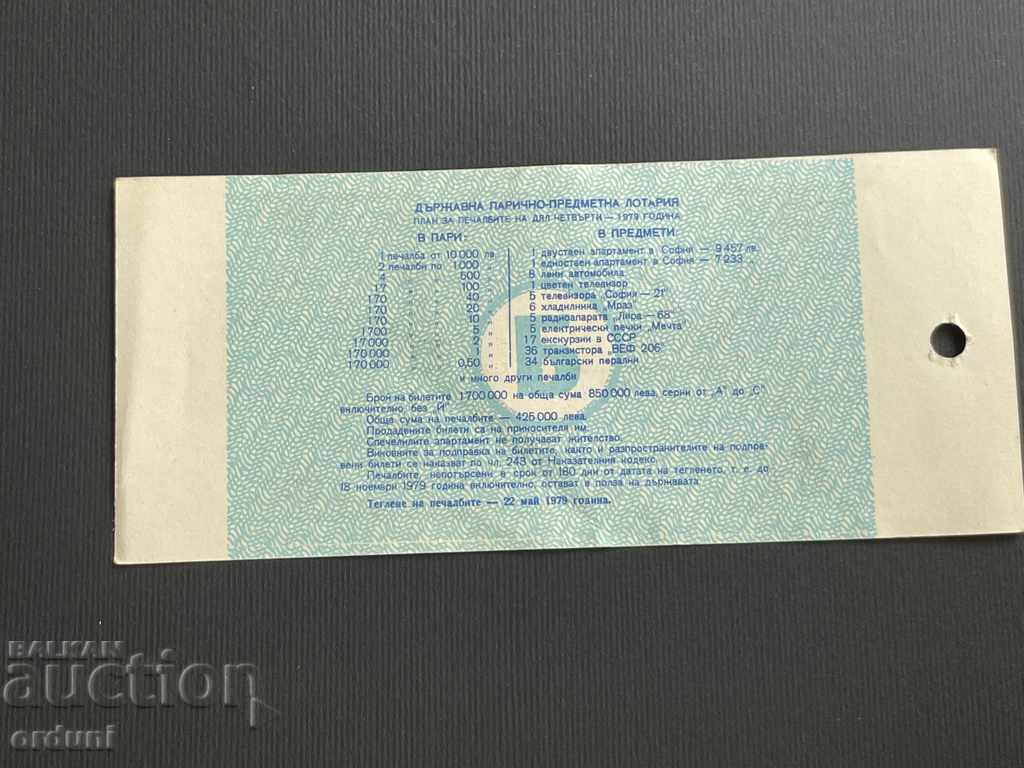 ДЪРЖАВНА ПАРИЧНО-ПРЕДМЕТНА ЛОТАРИЯ
ПЛАН ЗА ПЕЧАЛБИТЕ НА ДЯЛ ЧЕТВЪРТИ — 1979 ГОДИНА
В ПАРИ:
1 печалба от 10 000 лв.
2 печалби по 1 000 „
4 „ „ 500 „
17 „ „ 100 „
170 „ „ 40 „
170 „ „ 20 „
170 „ „ 10 „
1700 „ „ 5 „
17 000 „ „ 2 „
170 000 „ „ 1 „
170 000 „ „ 0,50 „
В ПРЕДМЕТИ:
1 двустаен апартамент в София — 9 457 лв.
1 едностаен апартамент в София — 7 233 „
8 леки автомобила
1 цветен телевизор
5 телевизора „София — 21"
6 хладилника „Мраз"
5 радиоапарата „Лира — 68"
5 електрически печки „Мечта"
17 екскурзии в СССР
36 транзистора „ВЕФ 206"
34 български перални
и много други печалби
Брой на билетите 1 700 000 на обща сума 850 000 лева, серии от „А" до „С"
включително, без „Й"
Обща сума на печалбите — 425 000 лева.
Продадените билети са на приносителя им.
Спечелилите апартамент не получават жителство.
Виновните за подправка на билетите, както и разпространителите на подправени билети се наказват по чл. 243 от Наказателния кодекс.
Печалбите, непотърсени в срок от 180 дни от датата на тегленето, т. е. до
18 ноември 1979 година включително, остават в полза на държавата.
Теглене на печалбите — 22 май 1979 година.
BALKAN
auction
orduni